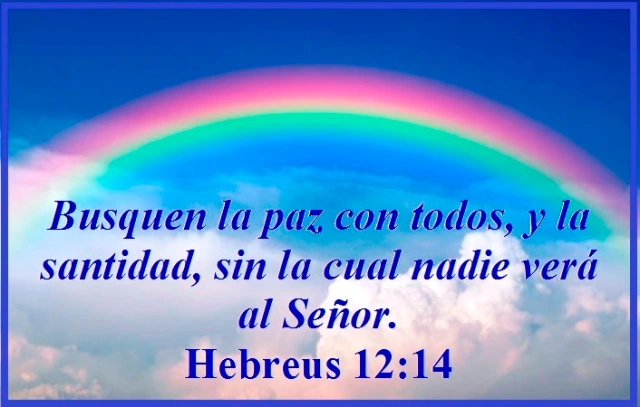 Busquen la paz con todos, y la
santidad, sin la cual nadie verá
al Señor.
Hebreus 12:14